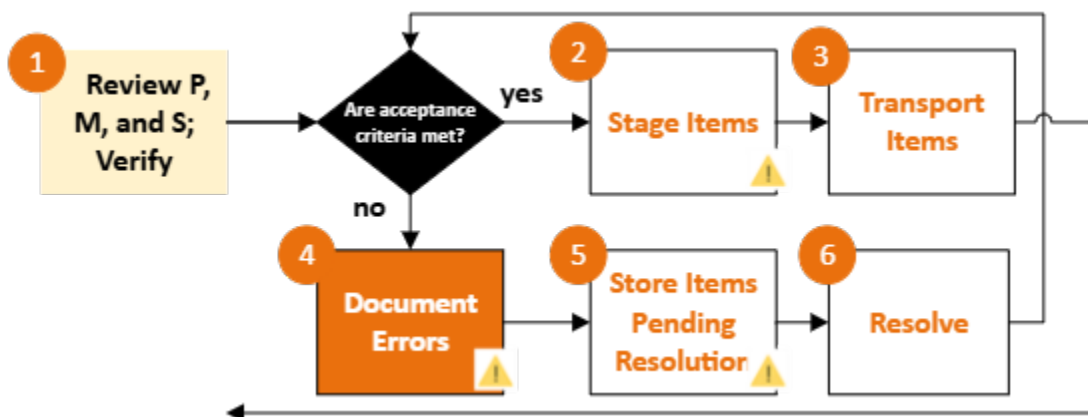 1
Review P,
M, and S;
Verify
Are acceptance
criteria met?
yes
2
Stage Items
!
3
Transport
Items
no
4
Document
Errors
!
5
Store Items
Pending
Resolution
!
6
Resolve